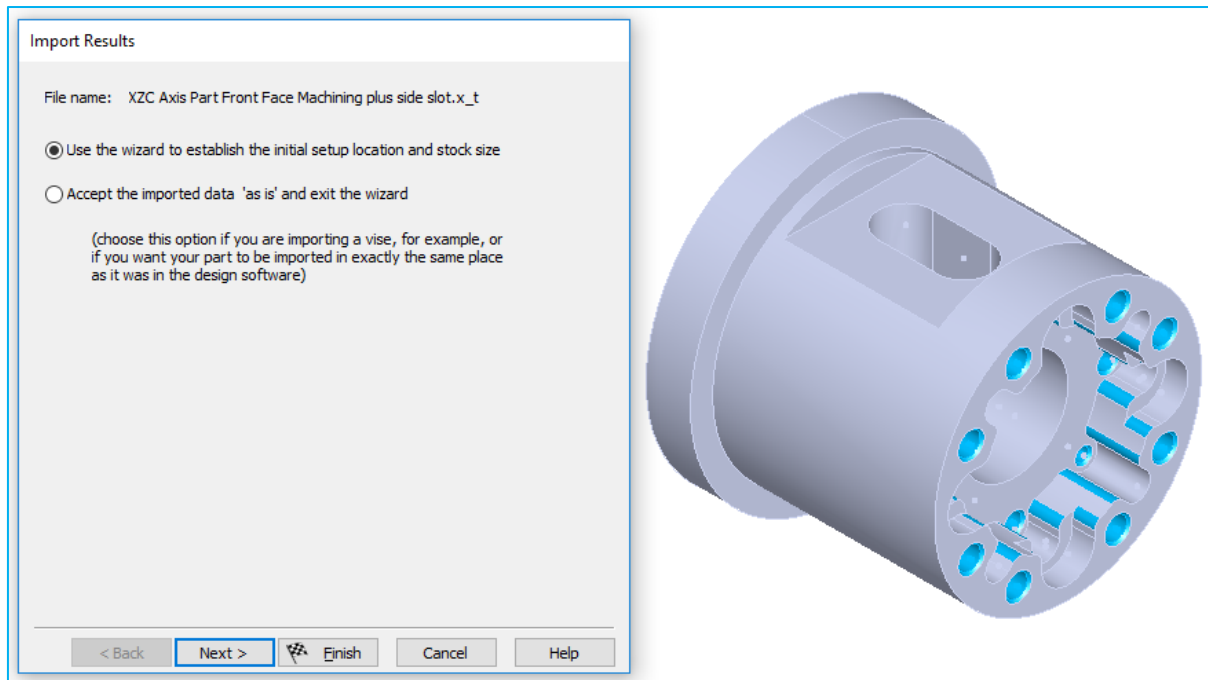 Import Results
File name: XZC Axis Part Front Face Machining plus side slot.x_t
Use the wizard to establish the initial setup location and stock size
Accept the imported data 'as is' and exit the wizard
(choose this option if you are importing a vise, for example, or
if you want your part to be imported in exactly the same place
as it was in the design software)
< Back Next > Finish Cancel Help